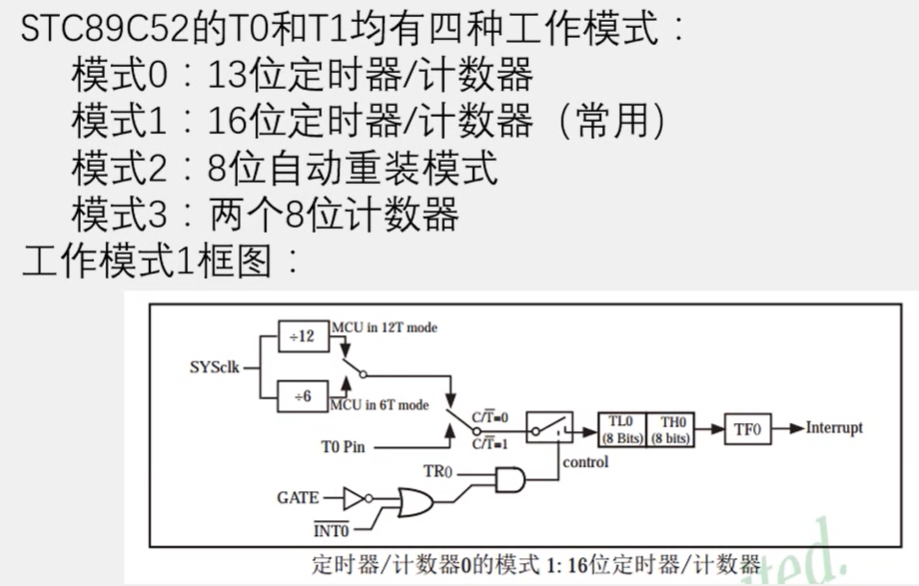 STC89C52的T0和T1均有四种工作模式：
模式0：13位定时器/计数器
模式1：16位定时器/计数器（常用）
模式2：8位自动重装模式
模式3：两个8位计数器
工作模式1框图：
÷12
MCU in 12T mode
SYSclk
÷6
MCU in 6T mode
C/T̅=0
T0 Pin
C/T̅=1
TL0
(8 Bits)
TH0
(8 bits)
TF0
Interrupt
control
TR0
GATE
I̅N̅T̅0̅
定时器/计数器0的模式 1: 16位定时器/计数器